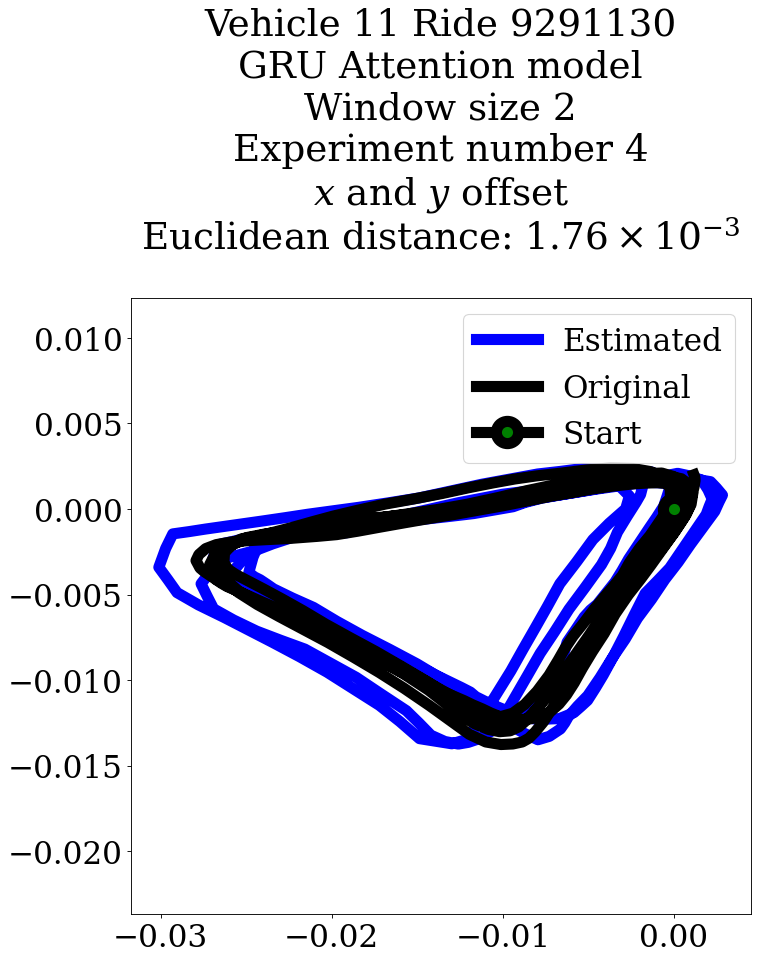 Vehicle 11 Ride 9291130
GRU Attention model
Window size 2
Experiment number 4
x and y offset
Euclidean distance: 1.76 × 10⁻³
Estimated
Original
Start
0.010
0.005
0.000
−0.005
−0.010
−0.015
−0.020
−0.03 −0.02 −0.01 0.00